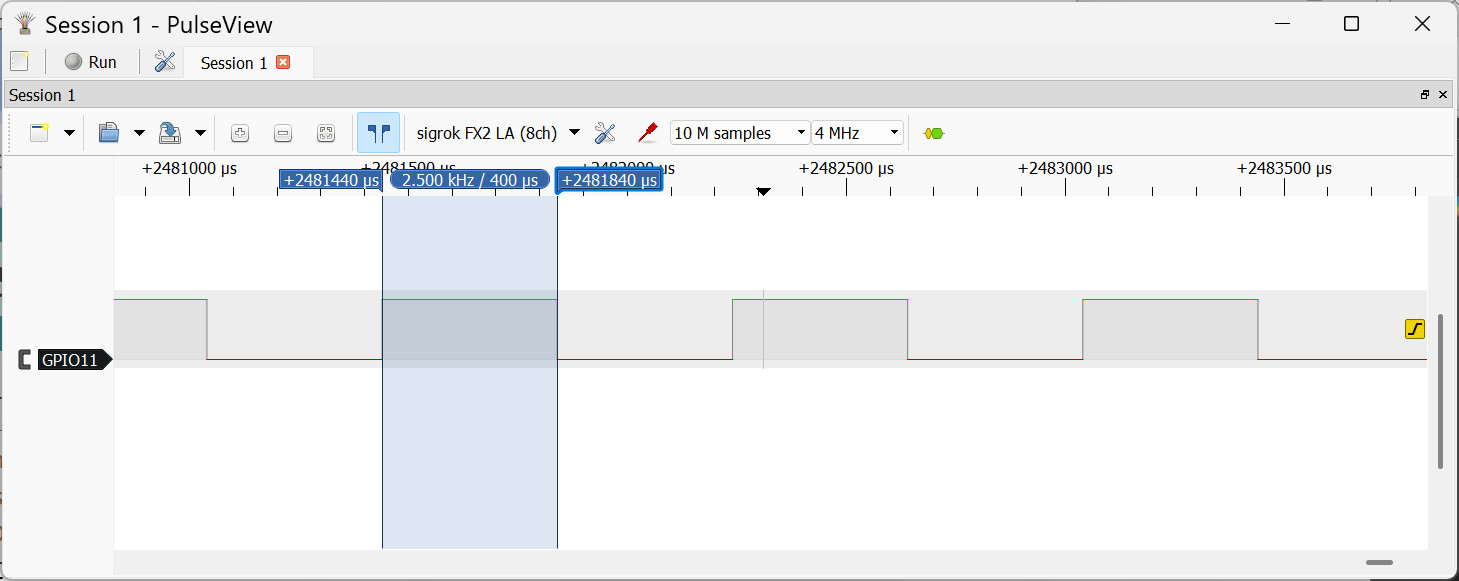 Session 1 - PulseView
Run
Session 1
Session 1
sigrok FX2 LA (8ch)
10 M samples
4 MHz
+2481000 µs
+2481500 µs
+2482000 µs
+2482500 µs
+2483000 µs
+2483500 µs
+2481440 µs
2.500 kHz / 400 µs
+2481840 µs
GPIO11